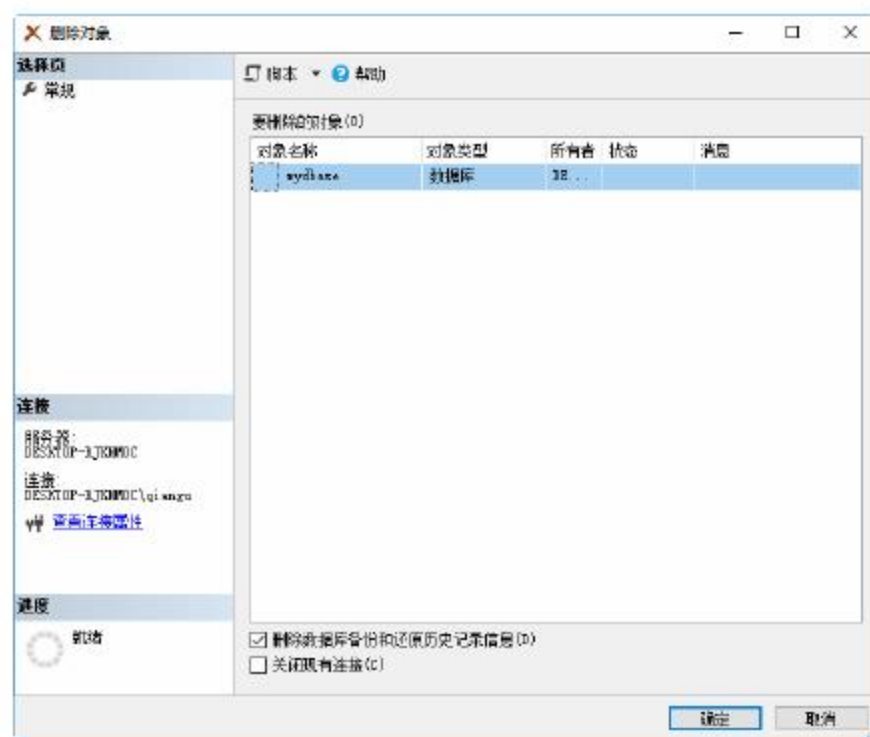 删除对象
选择页
常规
脚本 帮助
要删除的对象(O)
对象名称 对象类型 所有者 状态 消息
mydbase 数据库 DE...
连接
服务器:
连接:
查看连接属性
进度
就绪
删除数据库备份和还原历史记录信息(D)
关闭现有连接(C)
确定 取消